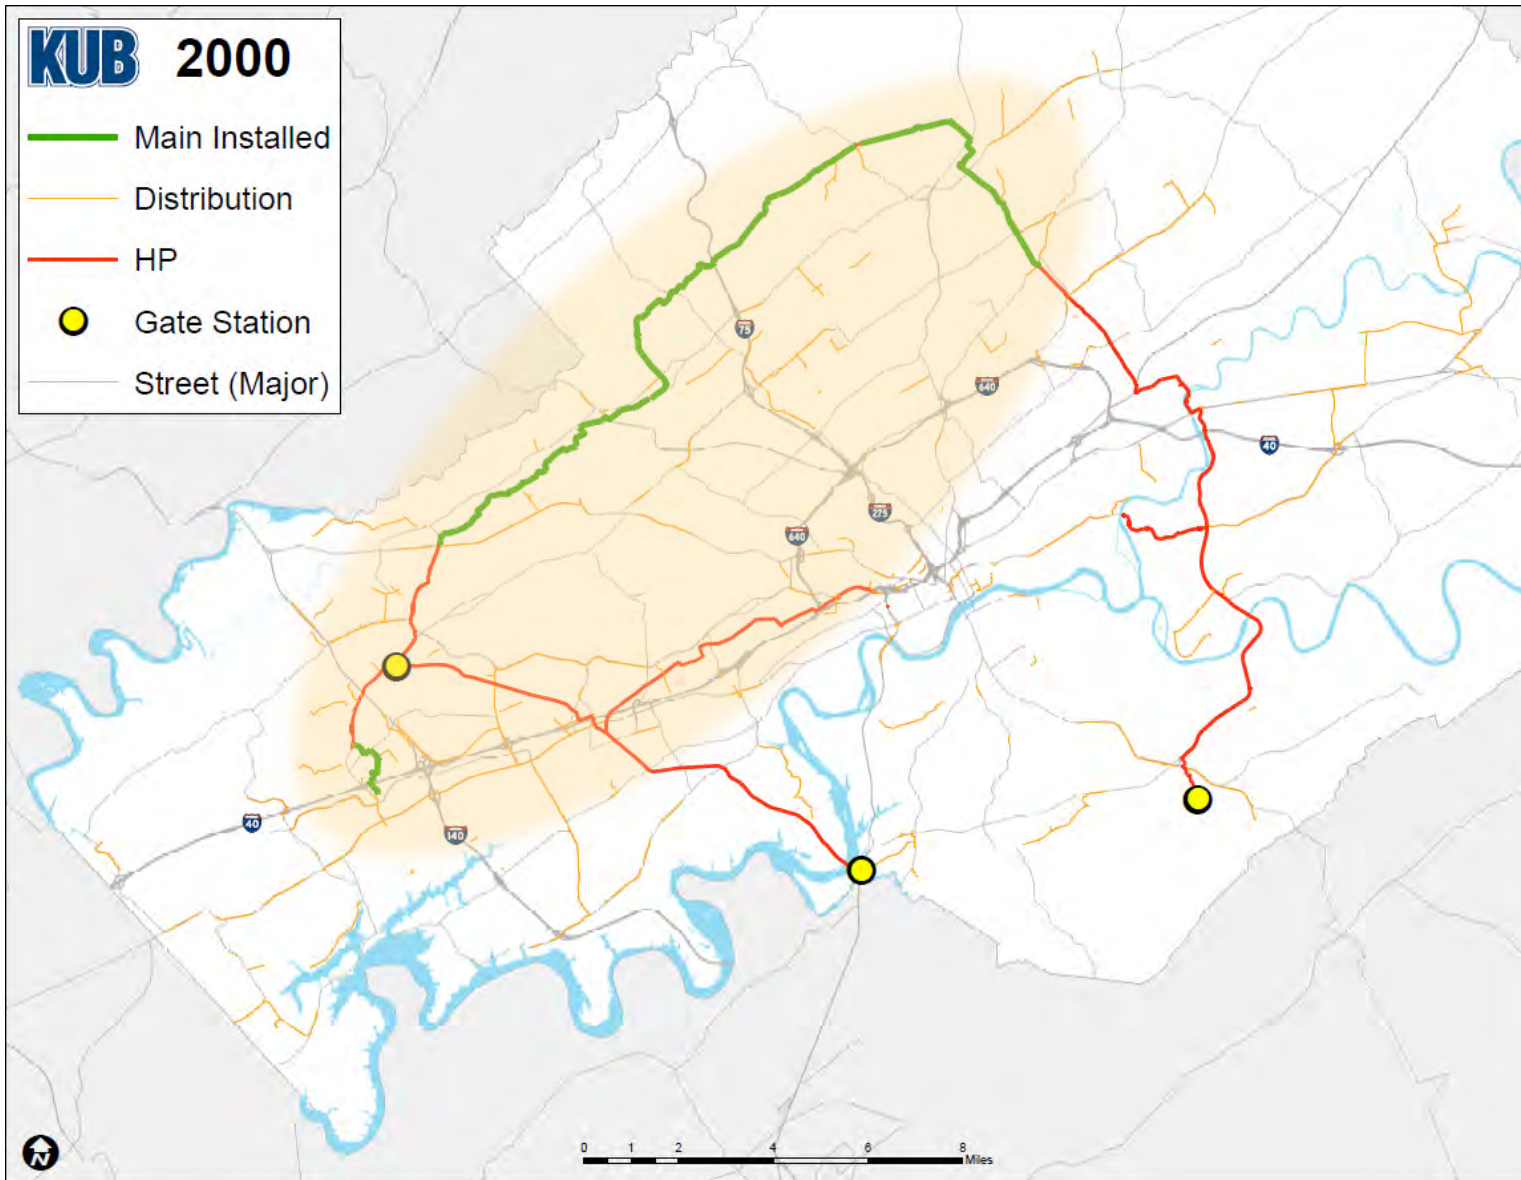 KUB 2000
Main Installed
Distribution
HP
Gate Station
Street (Major)
75
640
40
275
640
40
140
N
0 1 2 4 6 8
Miles